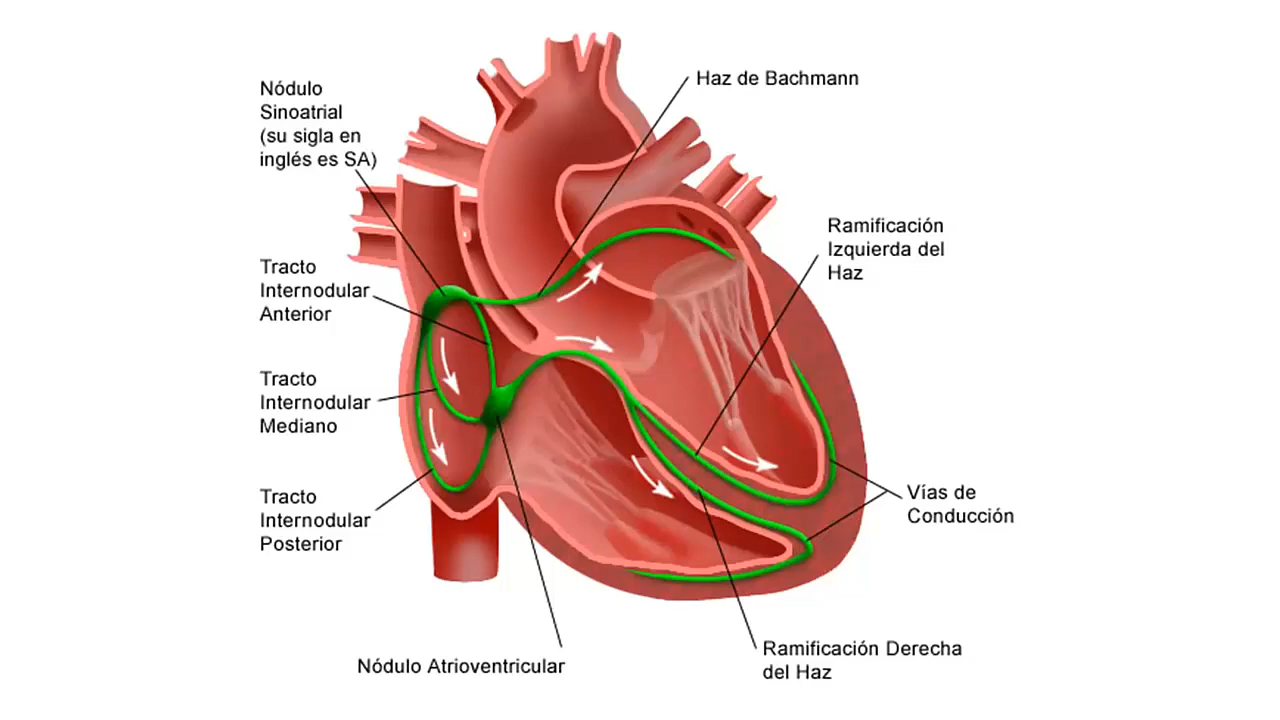 Nódulo
Sinoatrial
(su sigla en
inglés es SA)
Haz de Bachmann
Ramificación
Izquierda del
Haz
Tracto
Internodular
Anterior
Tracto
Internodular
Mediano
Tracto
Internodular
Posterior
Vías de
Conducción
Nódulo Atrioventricular
Ramificación Derecha
del Haz